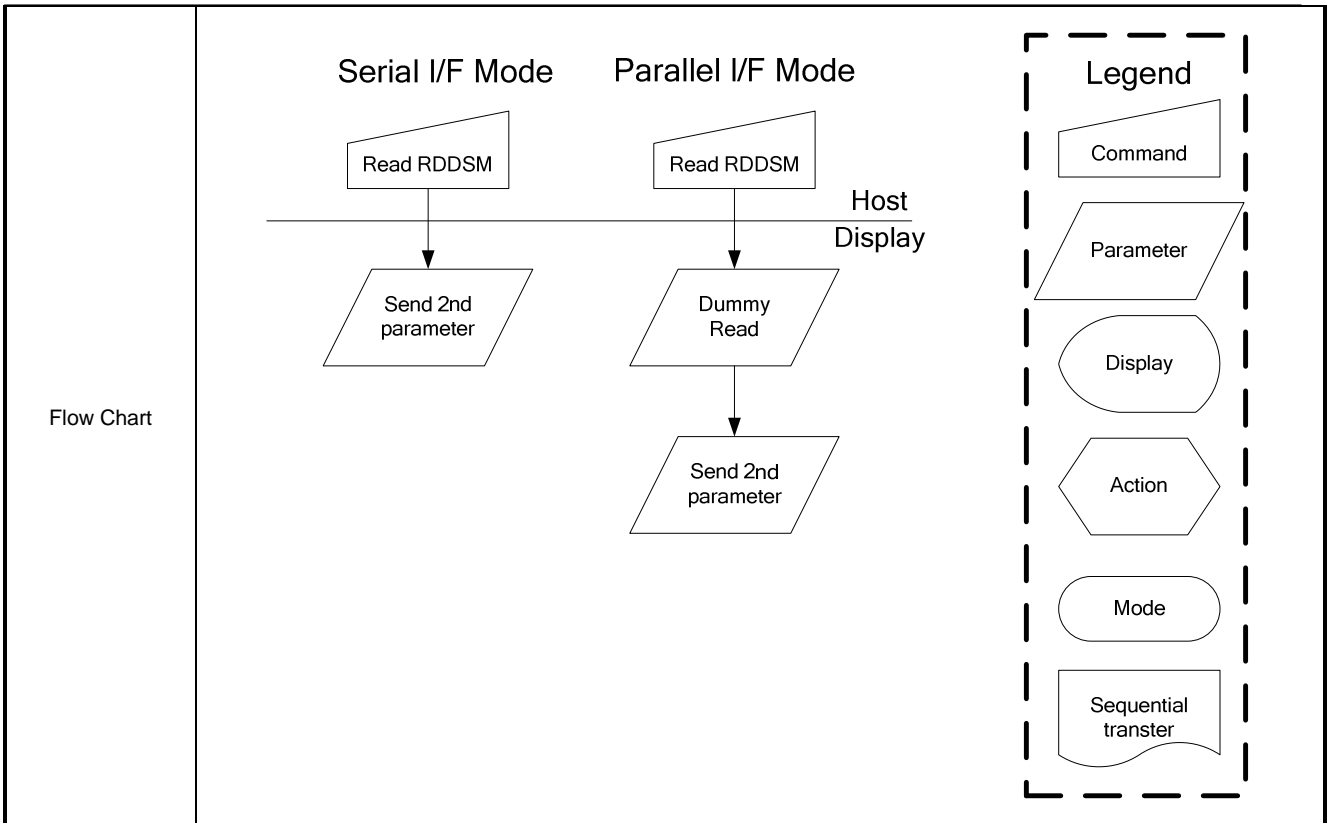 Flow Chart
Serial I/F Mode
Read RDDSM
Send 2nd
parameter
Parallel I/F Mode
Read RDDSM
Host
Display
Dummy
Read
Send 2nd
parameter
Legend
Command
Parameter
Display
Action
Mode
Sequential
transter